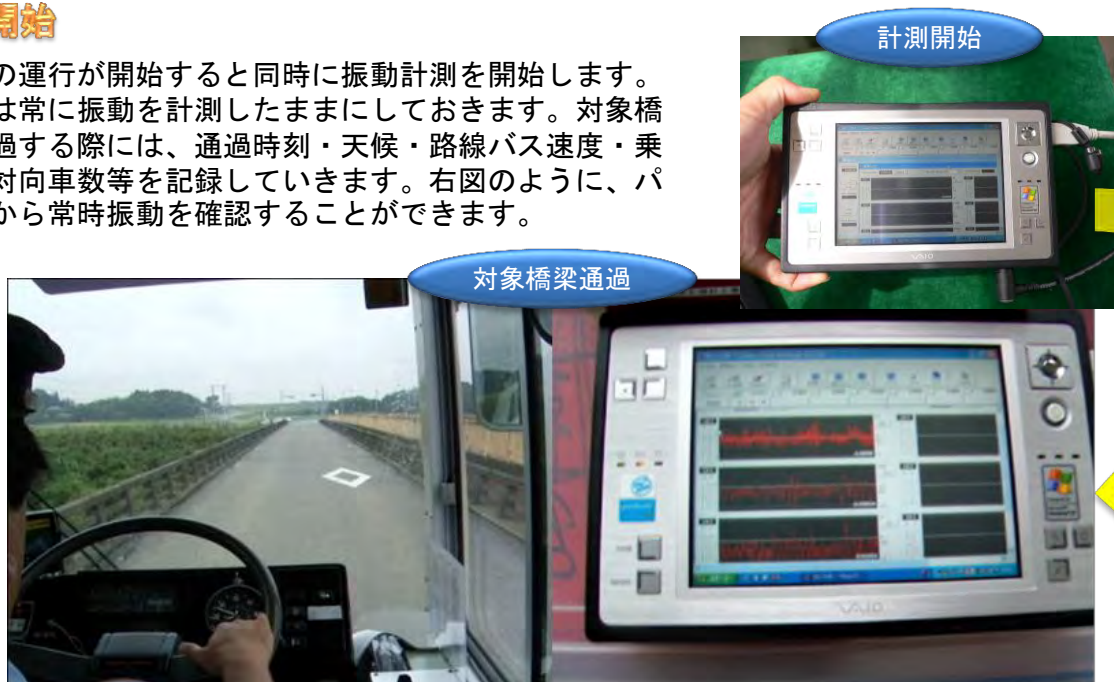 開始
計測開始
の運行が開始すると同時に振動計測を開始します。
は常に振動を計測したままにしておきます。対象橋
過する際には、通過時刻・天候・路線バス速度・乗
対向車数等を記録していきます。右図のように、パ
から常時振動を確認することができます。
対象橋梁通過
VAIO
VAIO